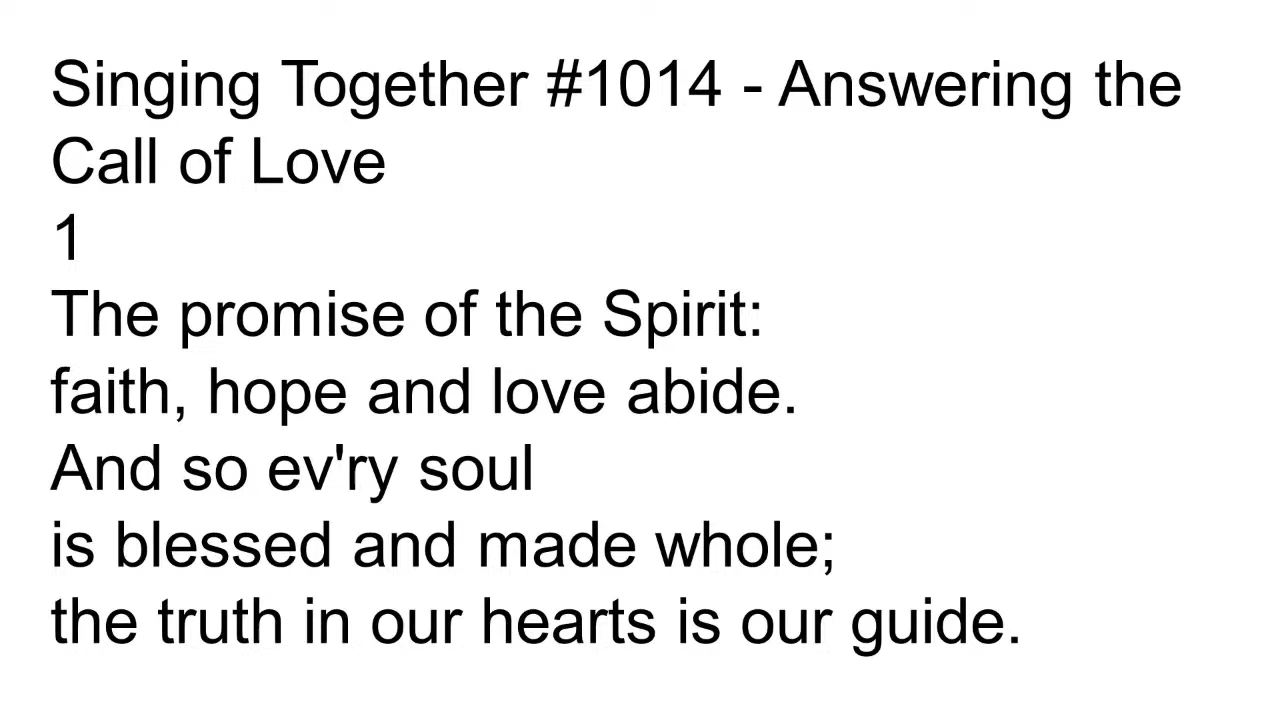 Singing Together #1014 - Answering the
Call of Love
1
The promise of the Spirit:
faith, hope and love abide.
And so ev'ry soul
is blessed and made whole;
the truth in our hearts is our guide.